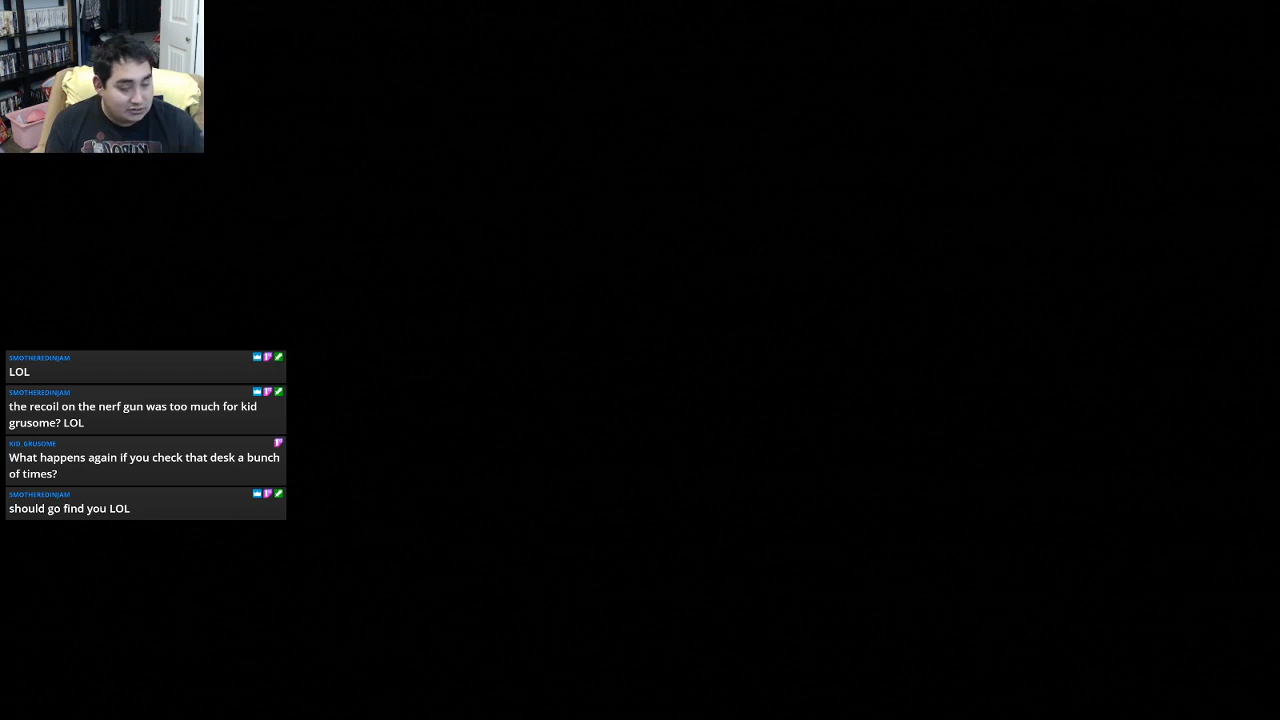 SMOTHEREDINJAM
LOL
SMOTHEREDINJAM
the recoil on the nerf gun was too much for kid
grusome? LOL
KID_GRUSOME
What happens again if you check that desk a bunch
of times?
SMOTHEREDINJAM
should go find you LOL